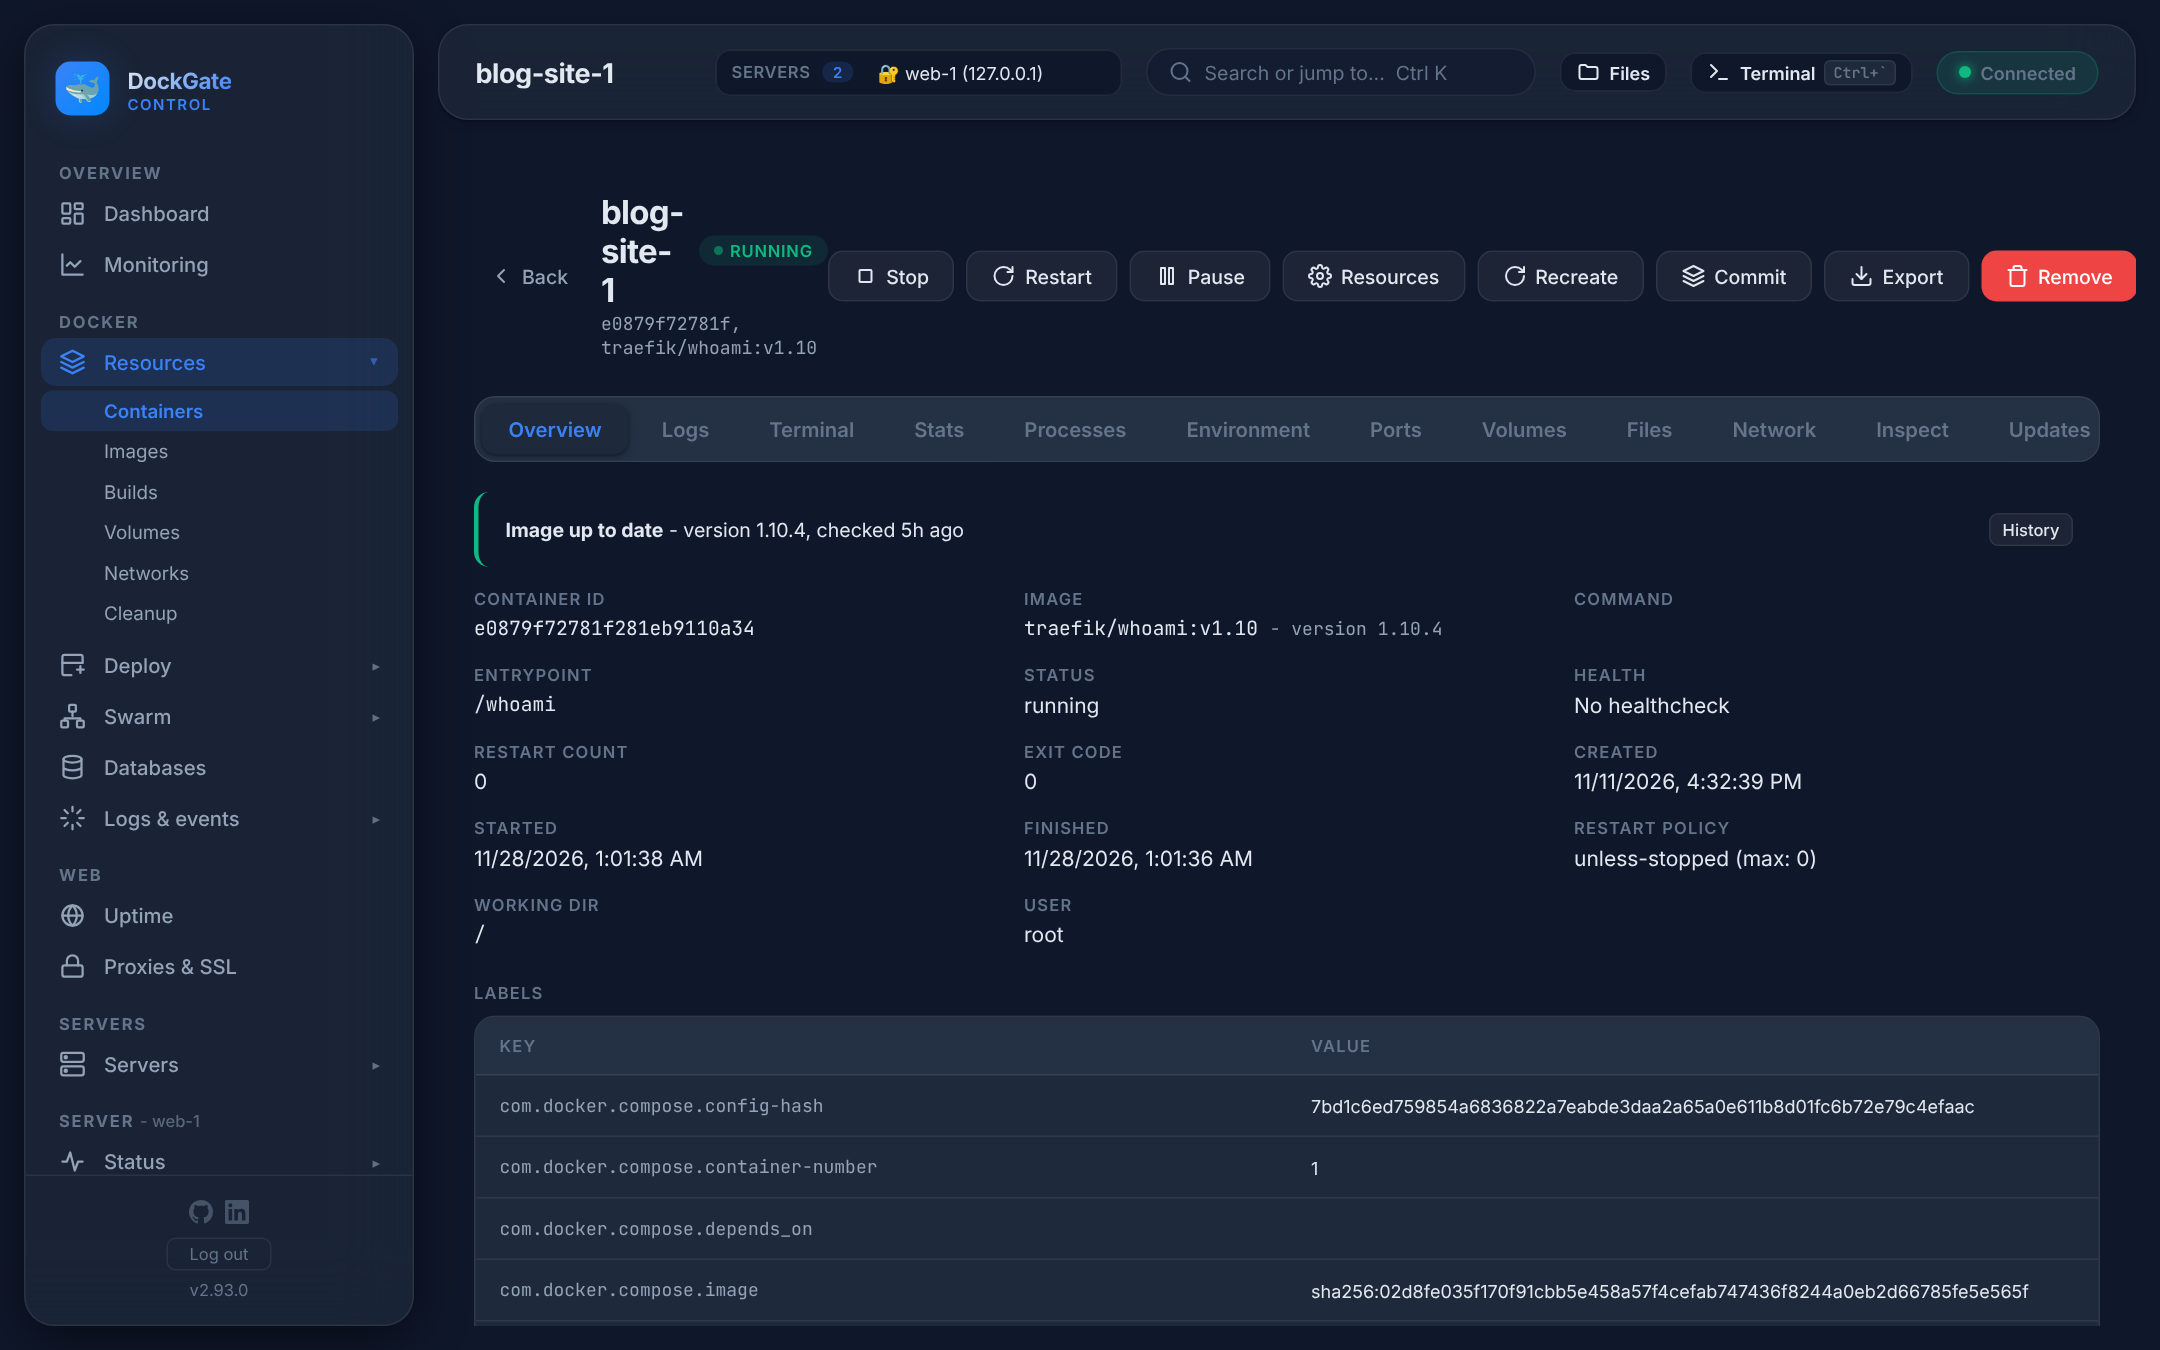 DockGate
CONTROL
OVERVIEW
Dashboard
Monitoring
DOCKER
Resources
Containers
Images
Builds
Volumes
Networks
Cleanup
Deploy
Swarm
Databases
Logs & events
WEB
Uptime
Proxies & SSL
SERVERS
Servers
SERVER - web-1
Status
Log out
v2.93.0
blog-site-1
SERVERS 2 web-1 (127.0.0.1)
Search or jump to... Ctrl K
Files
Terminal Ctrl+`
Connected
Back
blog-
site-
1
RUNNING
e0879f72781f,
traefik/whoami:v1.10
Stop
Restart
Pause
Resources
Recreate
Commit
Export
Remove
Overview Logs Terminal Stats Processes Environment Ports Volumes Files Network Inspect Updates
Image up to date - version 1.10.4, checked 5h ago
History
CONTAINER ID
e0879f72781f281eb9110a34
IMAGE
traefik/whoami:v1.10 - version 1.10.4
COMMAND
ENTRYPOINT
/whoami
STATUS
running
HEALTH
No healthcheck
RESTART COUNT
0
EXIT CODE
0
CREATED
11/11/2026, 4:32:39 PM
STARTED
11/28/2026, 1:01:38 AM
FINISHED
11/28/2026, 1:01:36 AM
RESTART POLICY
unless-stopped (max: 0)
WORKING DIR
/
USER
root
LABELS
KEY VALUE
com.docker.compose.config-hash 7bd1c6ed759854a6836822a7eabde3daa2a65a0e611b8d01fc6b72e79c4efaac
com.docker.compose.container-number 1
com.docker.compose.depends_on
com.docker.compose.image sha256:02d8fe035f170f91cbb5e458a57f4cefab747436f8244a0eb2d66785fe5e565f